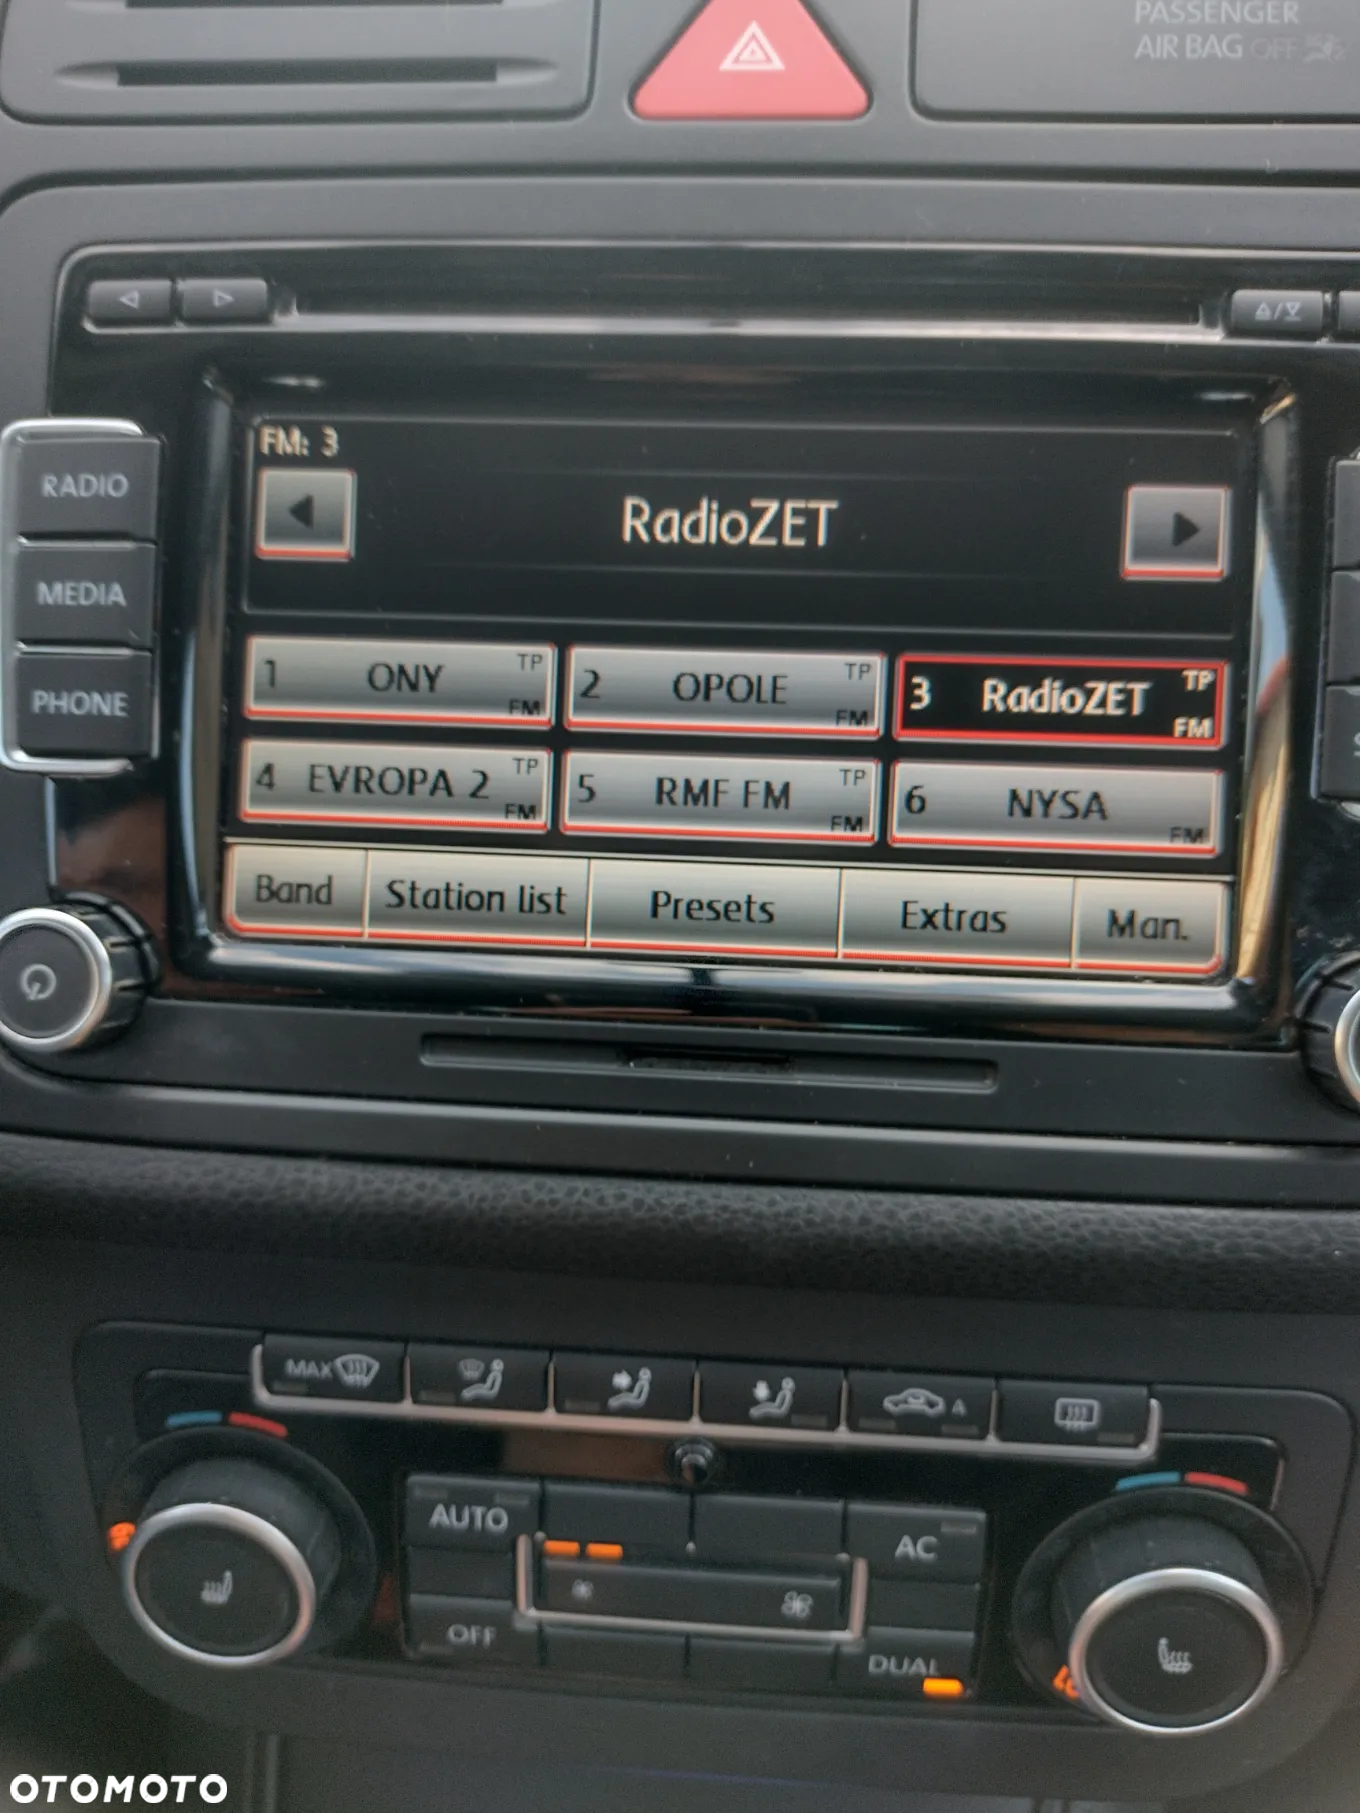 PASSENGER
AIR BAG OFF
RADIO
MEDIA
PHONE
FM: 3
RadioZET
1 ONY TP FM
2 OPOLE TP FM
3 RadioZET TP FM
4 EVROPA 2 TP FM
5 RMF FM TP FM
6 NYSA FM
Band
Station list
Presets
Extras
Man.
MAX
A
AUTO
AC
OFF
DUAL
OTOMOTO